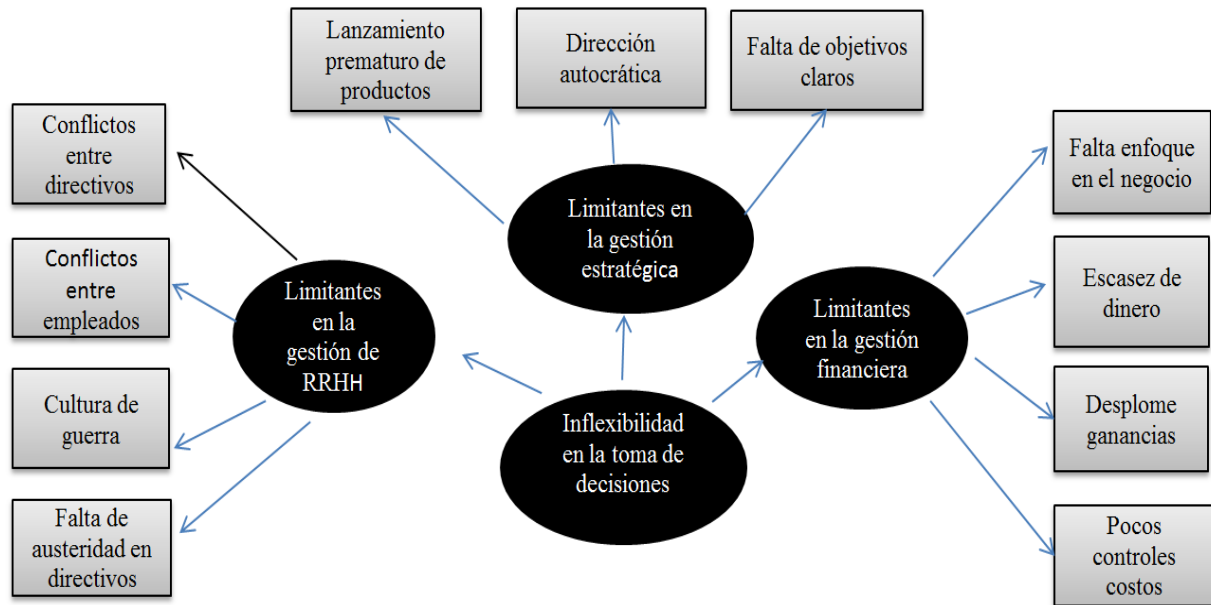 Lanzamiento
prematuro de
productos
Dirección
autocrática
Falta de objetivos
claros
Conflictos
entre
directivos
Falta enfoque
en el negocio
Limitantes en
la gestión
estratégica
Conflictos
entre
empleados
Limitantes
en la
gestión de
RRHH
Limitantes
en la gestión
financiera
Escasez de
dinero
Cultura de
guerra
Inflexibilidad
en la toma de
decisiones
Desplome
ganancias
Falta de
austeridad en
directivos
Pocos
controles
costos